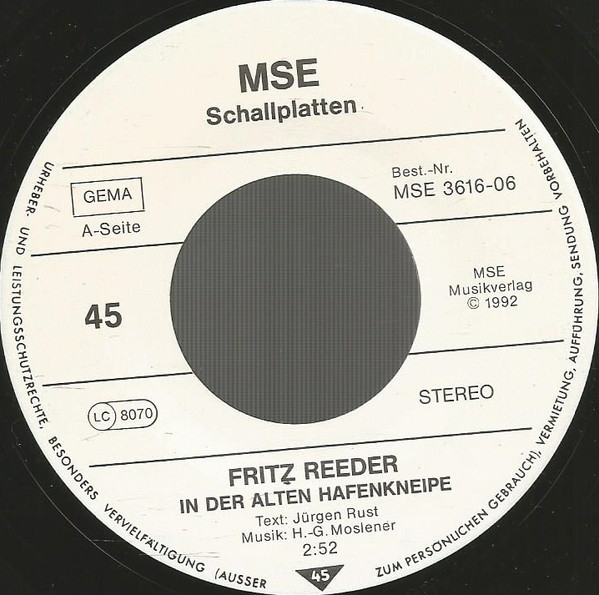 MSE
Schallplatten
GEMA
A-Seite
Best.-Nr.
MSE 3616-06
45
MSE
Musikverlag
© 1992
LC 8070
STEREO
FRITZ REEDER
IN DER ALTEN HAFENKNEIPE
Text: Jürgen Rust
Musik: H.-G. Moslener
2:52
45
URHEBER- UND LEISTUNGSSCHUTZRECHTE, BESONDERS VERVIELFÄLTIGUNG (AUSSER ZUM PERSÖNLICHEN GEBRAUCH), VERMIETUNG, AUFFÜHRUNG, SENDUNG VORBEHALTEN